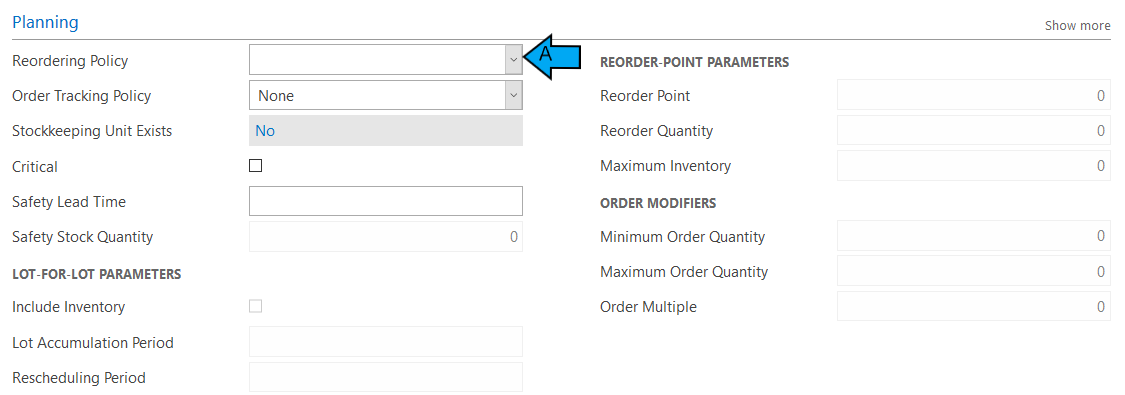 Planning
Show more
Reordering Policy
A
Order Tracking Policy None
Stockkeeping Unit Exists No
Critical
Safety Lead Time
Safety Stock Quantity 0
LOT-FOR-LOT PARAMETERS
Include Inventory
Lot Accumulation Period
Rescheduling Period
REORDER-POINT PARAMETERS
Reorder Point 0
Reorder Quantity 0
Maximum Inventory 0
ORDER MODIFIERS
Minimum Order Quantity 0
Maximum Order Quantity 0
Order Multiple 0